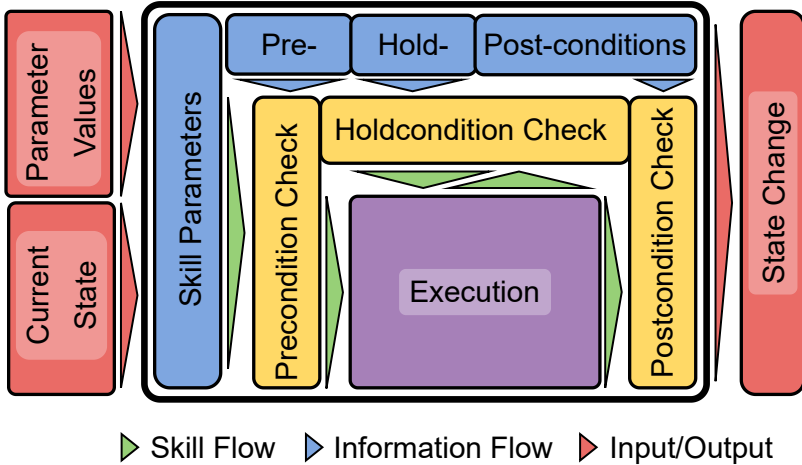 Parameter
Values
Current
State
Skill Parameters
Pre-
Hold-
Post-conditions
Precondition Check
Holdcondition Check
Execution
Postcondition Check
State Change
Skill Flow
Information Flow
Input/Output